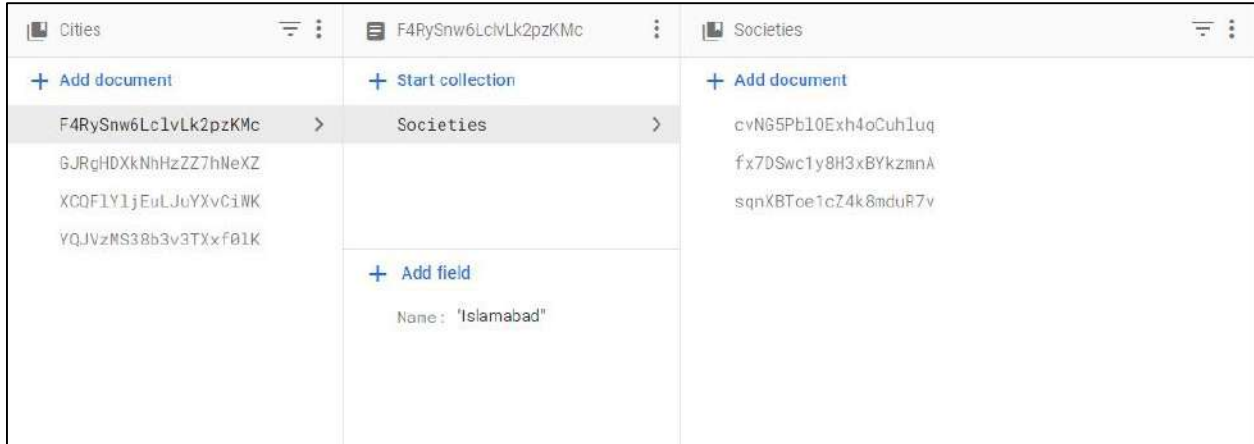 Cities
+ Add document
F4RySnw6LclvLk2pzKMc
GJRgHDXkNhHzZZ7hNeXZ
XCQFlYljEuLJuYXvCiWK
YQJVzMS38b3v3TXxf0lK
F4RySnw6LclvLk2pzKMc
+ Start collection
Societies
+ Add field
Name: "Islamabad"
Societies
+ Add document
cvNG5Pbl0Exh4oCuhluq
fx7DSwc1y8H3xBYkzmnA
sqnXBToe1cZ4k8mduR7v